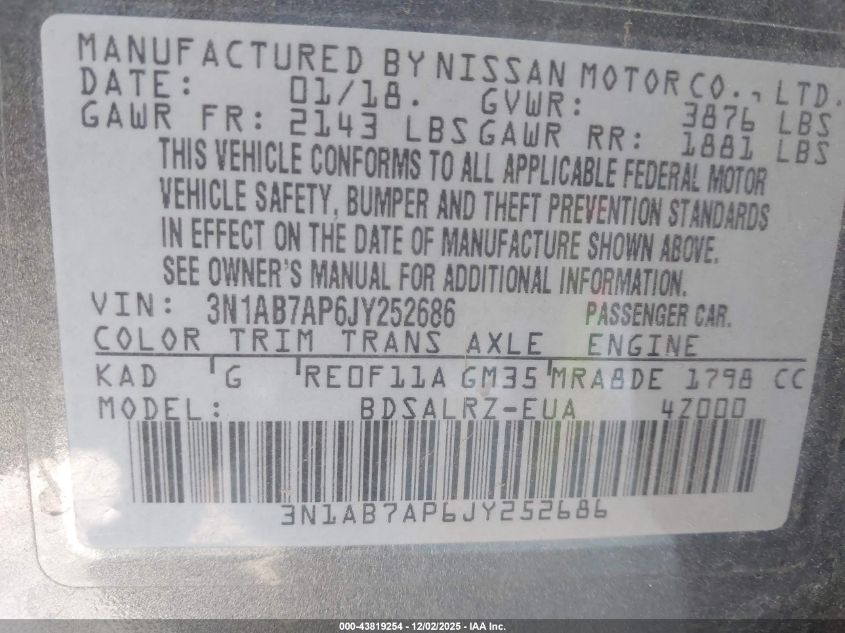 MANUFACTURED BY NISSAN MOTOR CO., LTD.
DATE: 01/18. GVWR: 3876 LBS
GAWR FR: 2143 LBS GAWR RR: 1881 LBS
THIS VEHICLE CONFORMS TO ALL APPLICABLE FEDERAL MOTOR
VEHICLE SAFETY, BUMPER AND THEFT PREVENTION STANDARDS
IN EFFECT ON THE DATE OF MANUFACTURE SHOWN ABOVE.
SEE OWNER'S MANUAL FOR ADDITIONAL INFORMATION.
VIN: 3N1AB7AP6JY252686 PASSENGER CAR.
COLOR TRIM TRANS AXLE ENGINE
KAD G RE0F11A GM35 MRA8DE 1798 CC
MODEL: BDSALRZ-EUA 4Z000
3N1AB7AP6JY252686
000-43819254 - 12/02/2025 - IAA Inc.